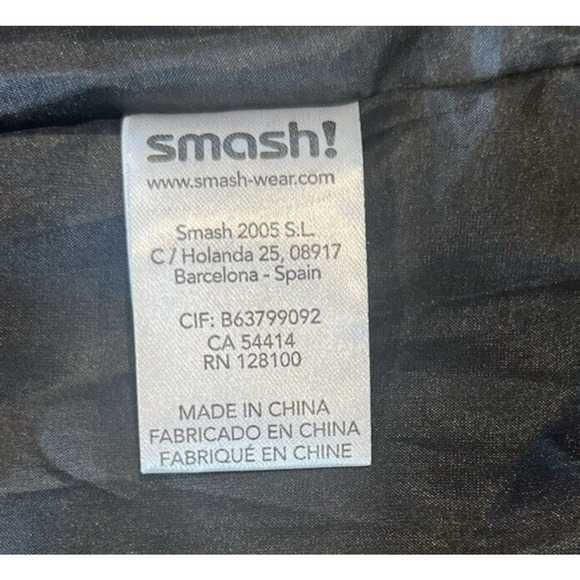 smash!
www.smash-wear.com
Smash 2005 S.L.
C / Holanda 25, 08917
Barcelona - Spain
CIF: B63799092
CA 54414
RN 128100
MADE IN CHINA
FABRICADO EN CHINA
FABRIQUÉ EN CHINE